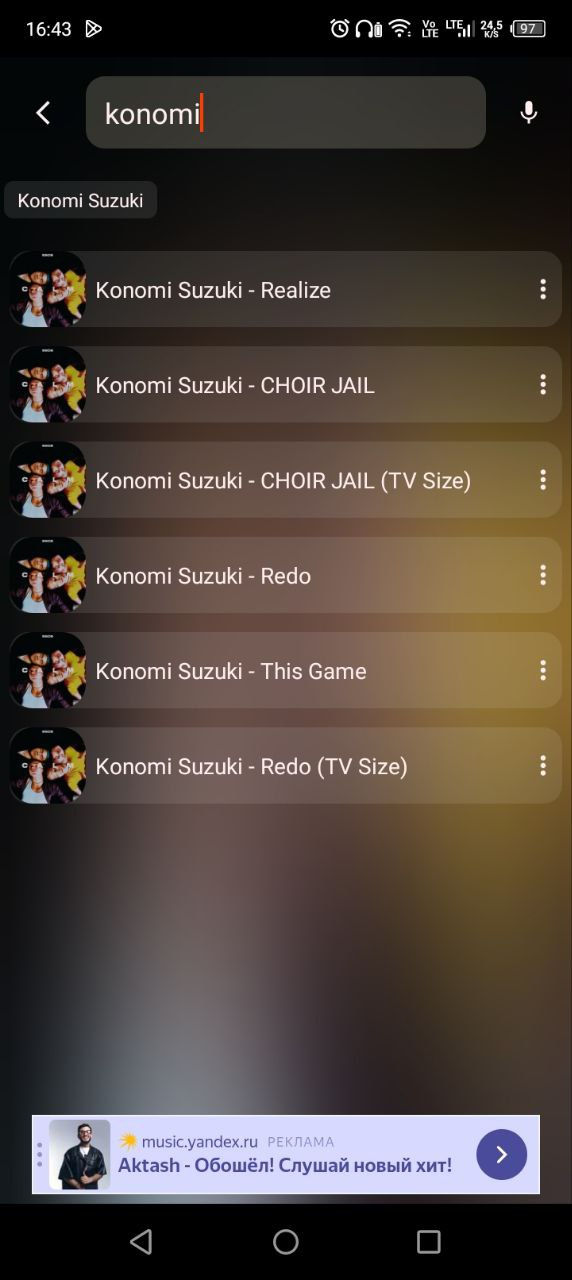 16:43 Vo LTE LTE 24,5 K/S 97
konomi
Konomi Suzuki
Konomi Suzuki - Realize
Konomi Suzuki - CHOIR JAIL
Konomi Suzuki - CHOIR JAIL (TV Size)
Konomi Suzuki - Redo
Konomi Suzuki - This Game
Konomi Suzuki - Redo (TV Size)
music.yandex.ru РЕКЛАМА
Aktash - Обошёл! Слушай новый хит!